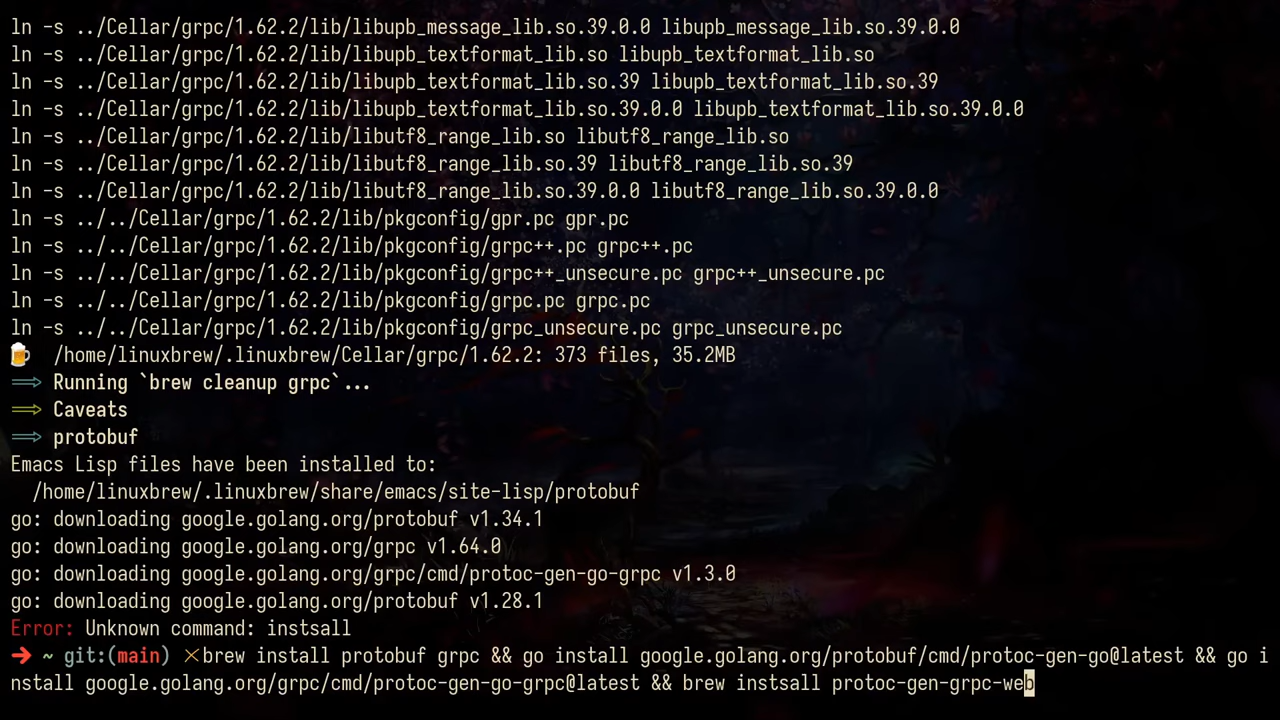 ln -s ../Cellar/grpc/1.62.2/lib/libupb_message_lib.so.39.0.0 libupb_message_lib.so.39.0.0
ln -s ../Cellar/grpc/1.62.2/lib/libupb_textformat_lib.so libupb_textformat_lib.so
ln -s ../Cellar/grpc/1.62.2/lib/libupb_textformat_lib.so.39 libupb_textformat_lib.so.39
ln -s ../Cellar/grpc/1.62.2/lib/libupb_textformat_lib.so.39.0.0 libupb_textformat_lib.so.39.0.0
ln -s ../Cellar/grpc/1.62.2/lib/libutf8_range_lib.so libutf8_range_lib.so
ln -s ../Cellar/grpc/1.62.2/lib/libutf8_range_lib.so.39 libutf8_range_lib.so.39
ln -s ../Cellar/grpc/1.62.2/lib/libutf8_range_lib.so.39.0.0 libutf8_range_lib.so.39.0.0
ln -s ../../Cellar/grpc/1.62.2/lib/pkgconfig/gpr.pc gpr.pc
ln -s ../../Cellar/grpc/1.62.2/lib/pkgconfig/grpc++.pc grpc++.pc
ln -s ../../Cellar/grpc/1.62.2/lib/pkgconfig/grpc++_unsecure.pc grpc++_unsecure.pc
ln -s ../../Cellar/grpc/1.62.2/lib/pkgconfig/grpc.pc grpc.pc
ln -s ../../Cellar/grpc/1.62.2/lib/pkgconfig/grpc_unsecure.pc grpc_unsecure.pc
🍺  /home/linuxbrew/.linuxbrew/Cellar/grpc/1.62.2: 373 files, 35.2MB
==> Running `brew cleanup grpc`...
==> Caveats
==> protobuf
Emacs Lisp files have been installed to:
  /home/linuxbrew/.linuxbrew/share/emacs/site-lisp/protobuf
go: downloading google.golang.org/protobuf v1.34.1
go: downloading google.golang.org/grpc v1.64.0
go: downloading google.golang.org/grpc/cmd/protoc-gen-go-grpc v1.3.0
go: downloading google.golang.org/protobuf v1.28.1
Error: Unknown command: instsall
➜ ~ git:(main) ✗brew install protobuf grpc && go install google.golang.org/protobuf/cmd/protoc-gen-go@latest && go i
nstall google.golang.org/grpc/cmd/protoc-gen-go-grpc@latest && brew instsall protoc-gen-grpc-web